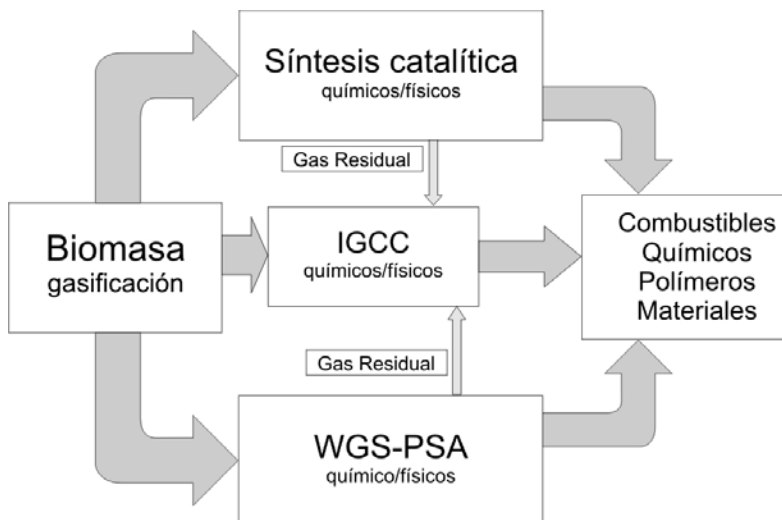 Síntesis catalítica
químicos/físicos
Gas Residual
Biomasa
gasificación
IGCC
químicos/físicos
Combustibles
Químicos
Polímeros
Materiales
Gas Residual
WGS-PSA
químico/físicos